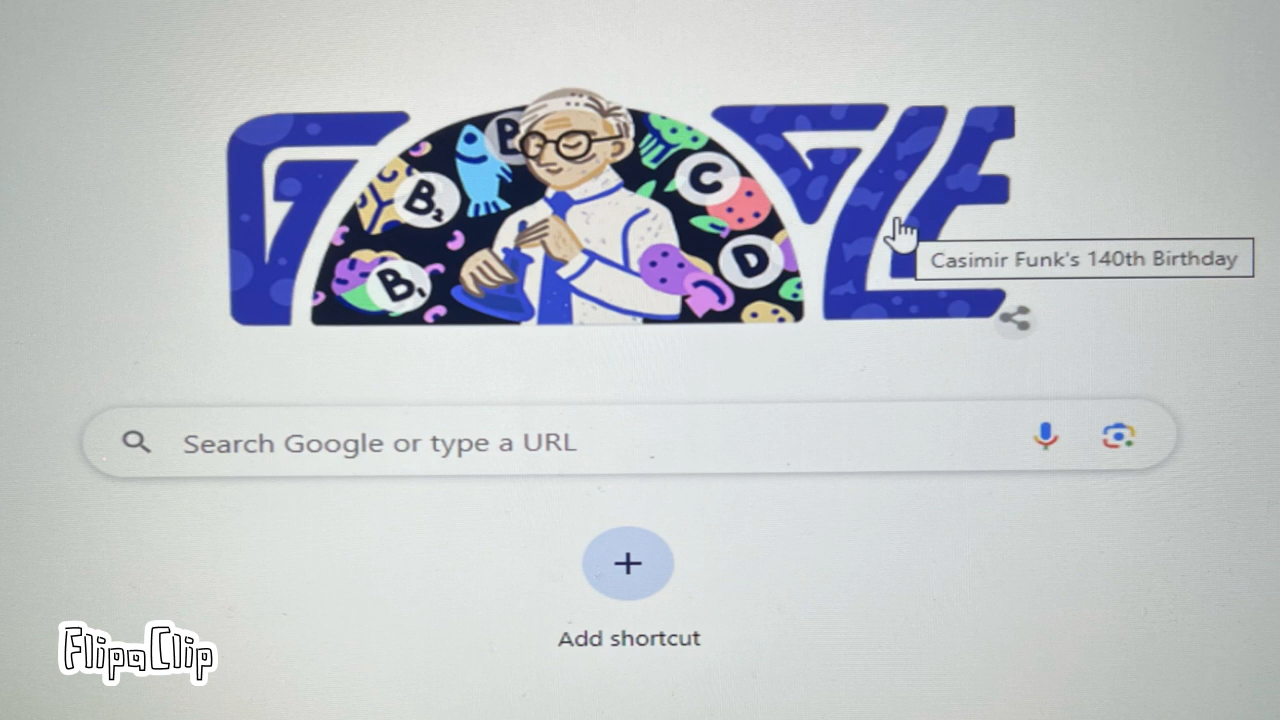 GOOGLE
B
B₂
B₁
C
D
Casimir Funk's 140th Birthday
Search Google or type a URL
Add shortcut
FlipaClip